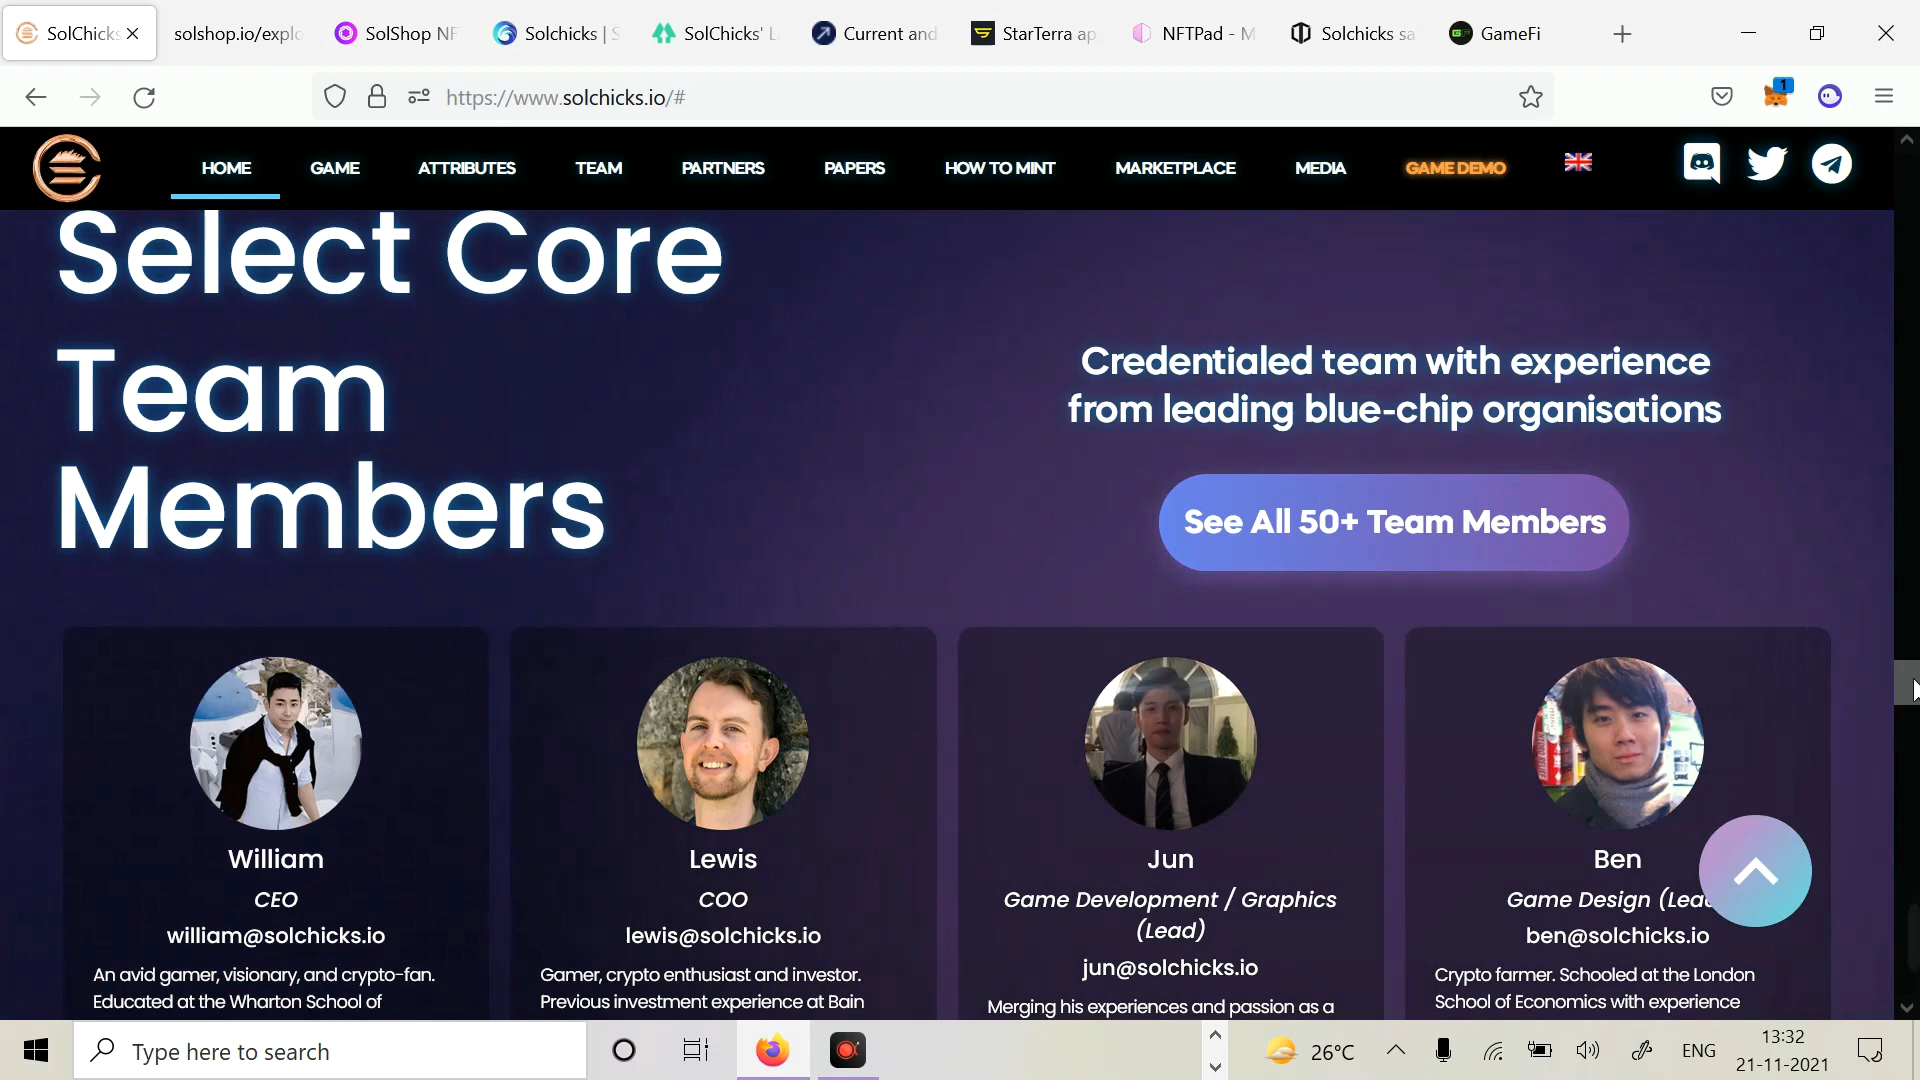 SolChicks
solshop.io/explo
SolShop NF
Solchicks | S
SolChicks' L
Current and
StarTerra ap
NFTPad - M
Solchicks sa
GameFi
https://www.solchicks.io/#
1
HOME
GAME
ATTRIBUTES
TEAM
PARTNERS
PAPERS
HOW TO MINT
MARKETPLACE
MEDIA
GAME DEMO
Select Core
Team
Members
Credentialed team with experience
from leading blue-chip organisations
See All 50+ Team Members
William
CEO
william@solchicks.io
An avid gamer, visionary, and crypto-fan.
Educated at the Wharton School of
Lewis
COO
lewis@solchicks.io
Gamer, crypto enthusiast and investor.
Previous investment experience at Bain
Jun
Game Development / Graphics
(Lead)
jun@solchicks.io
Merging his experiences and passion as a
Ben
Game Design (Lead
ben@solchicks.io
Crypto farmer. Schooled at the London
School of Economics with experience
Type here to search
26°C
ENG
13:32
21-11-2021